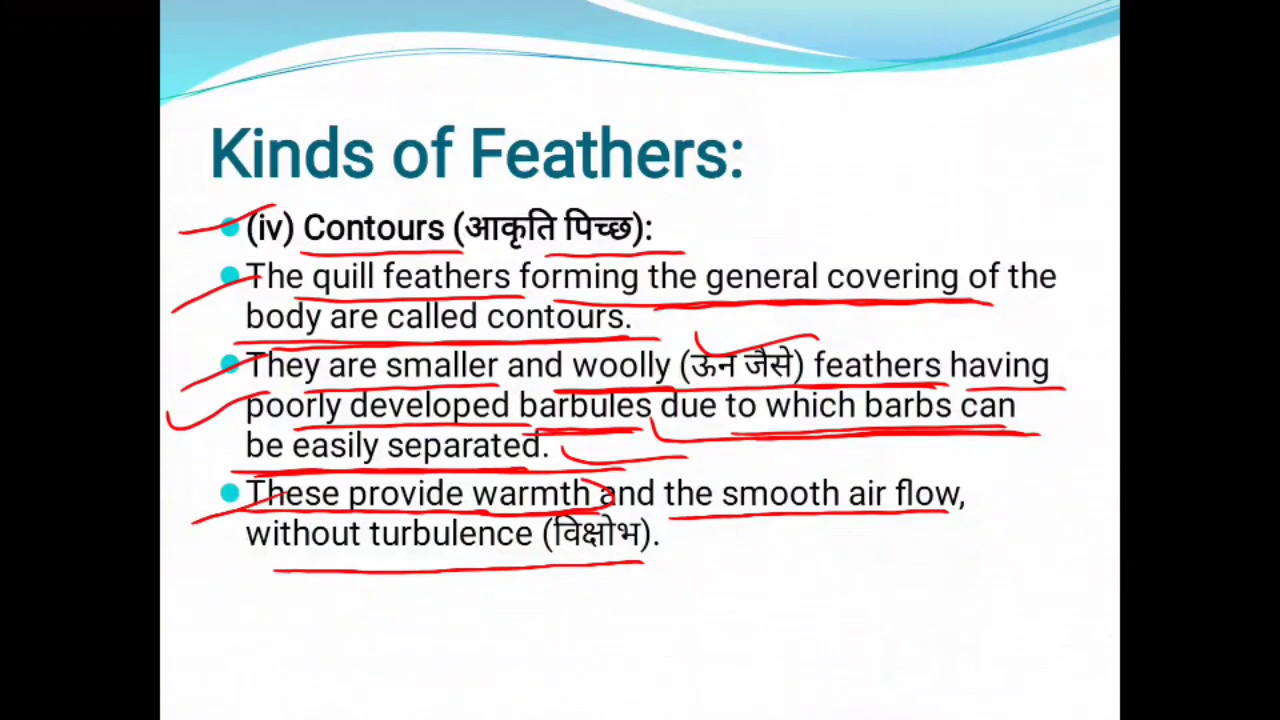 Kinds of Feathers:
(iv) Contours (आकृति पिच्छ):
The quill feathers forming the general covering of the
body are called contours.
They are smaller and woolly (ऊन जैसे) feathers having
poorly developed barbules due to which barbs can
be easily separated.
These provide warmth and the smooth air flow,
without turbulence (विक्षोभ).